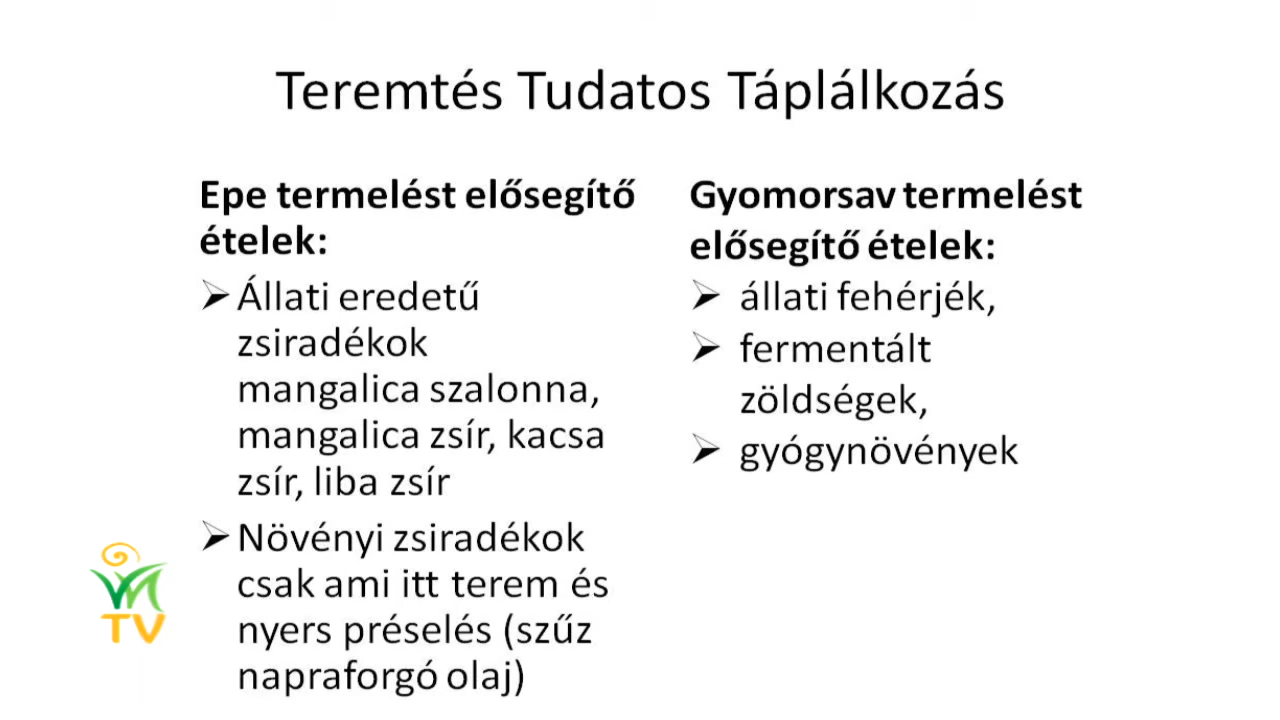 Teremtés Tudatos Táplálkozás
Epe termelést elősegítő
ételek:
➢ Állati eredetű
zsiradékok
mangalica szalonna,
mangalica zsír, kacsa
zsír, liba zsír
➢ Növényi zsiradékok
csak ami itt terem és
nyers préselés (szűz
napraforgó olaj)
Gyomorsav termelést
elősegítő ételek:
➢ állati fehérjék,
➢ fermentált
zöldségek,
➢ gyógynövények
TV